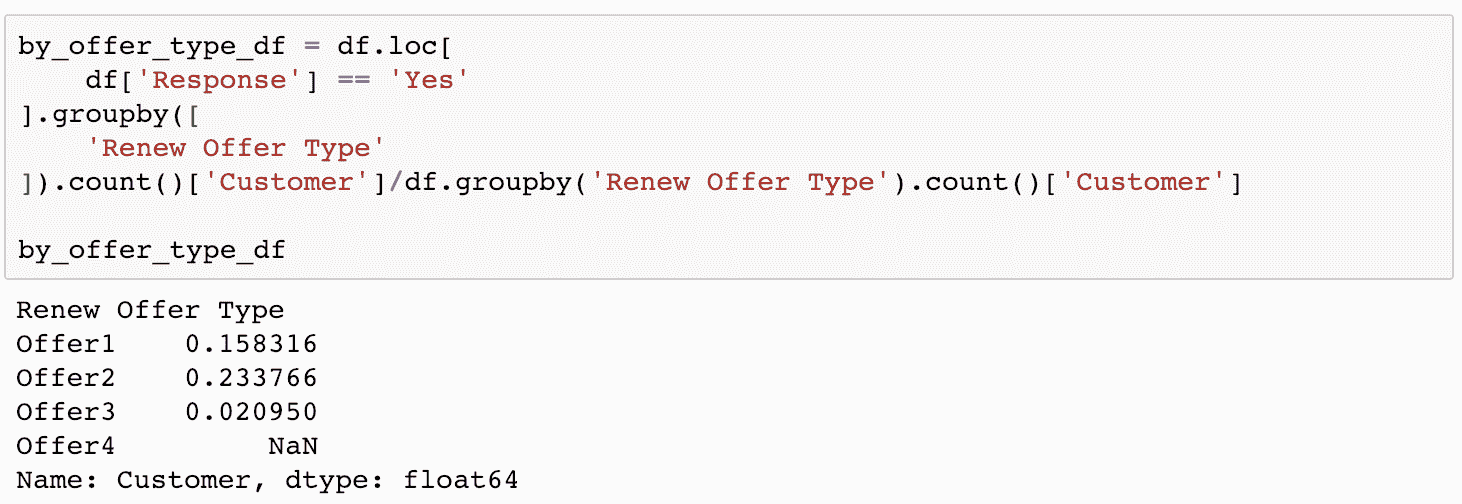 by_offer_type_df = df.loc[
    df['Response'] == 'Yes'
].groupby([
    'Renew Offer Type'
]).count()['Customer']/df.groupby('Renew Offer Type').count()['Customer']

by_offer_type_df
Renew Offer Type
Offer1    0.158316
Offer2    0.233766
Offer3    0.020950
Offer4         NaN
Name: Customer, dtype: float64